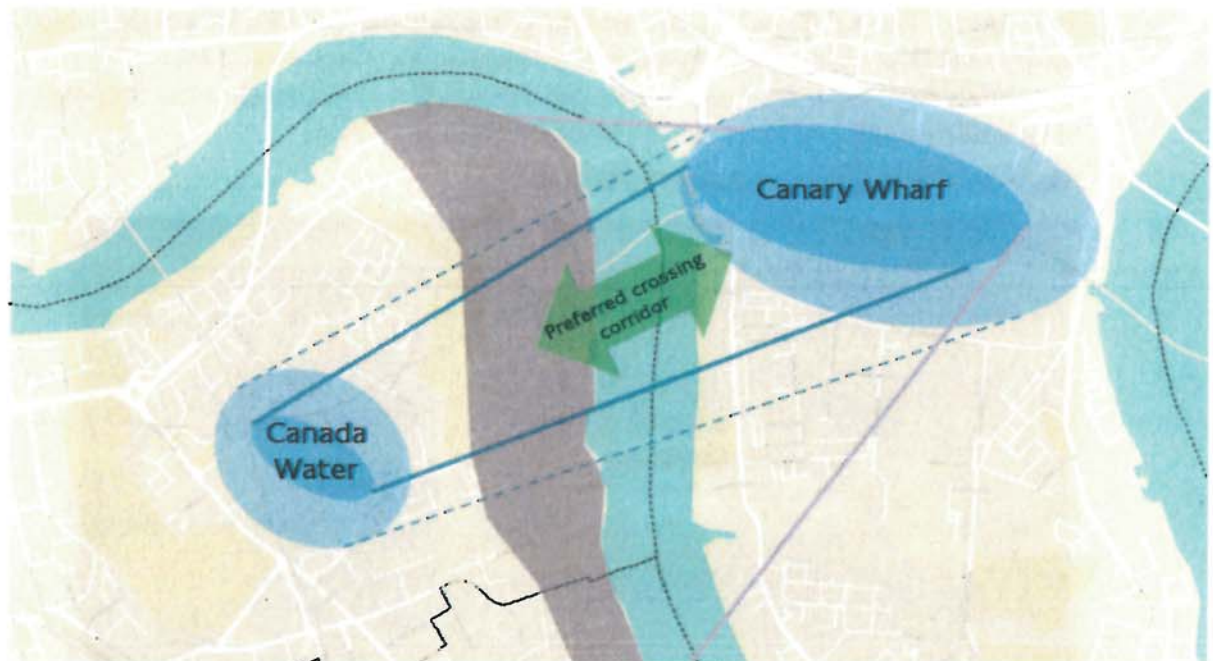 Canary Wharf
Preferred crossing
corridor
Canada
Water